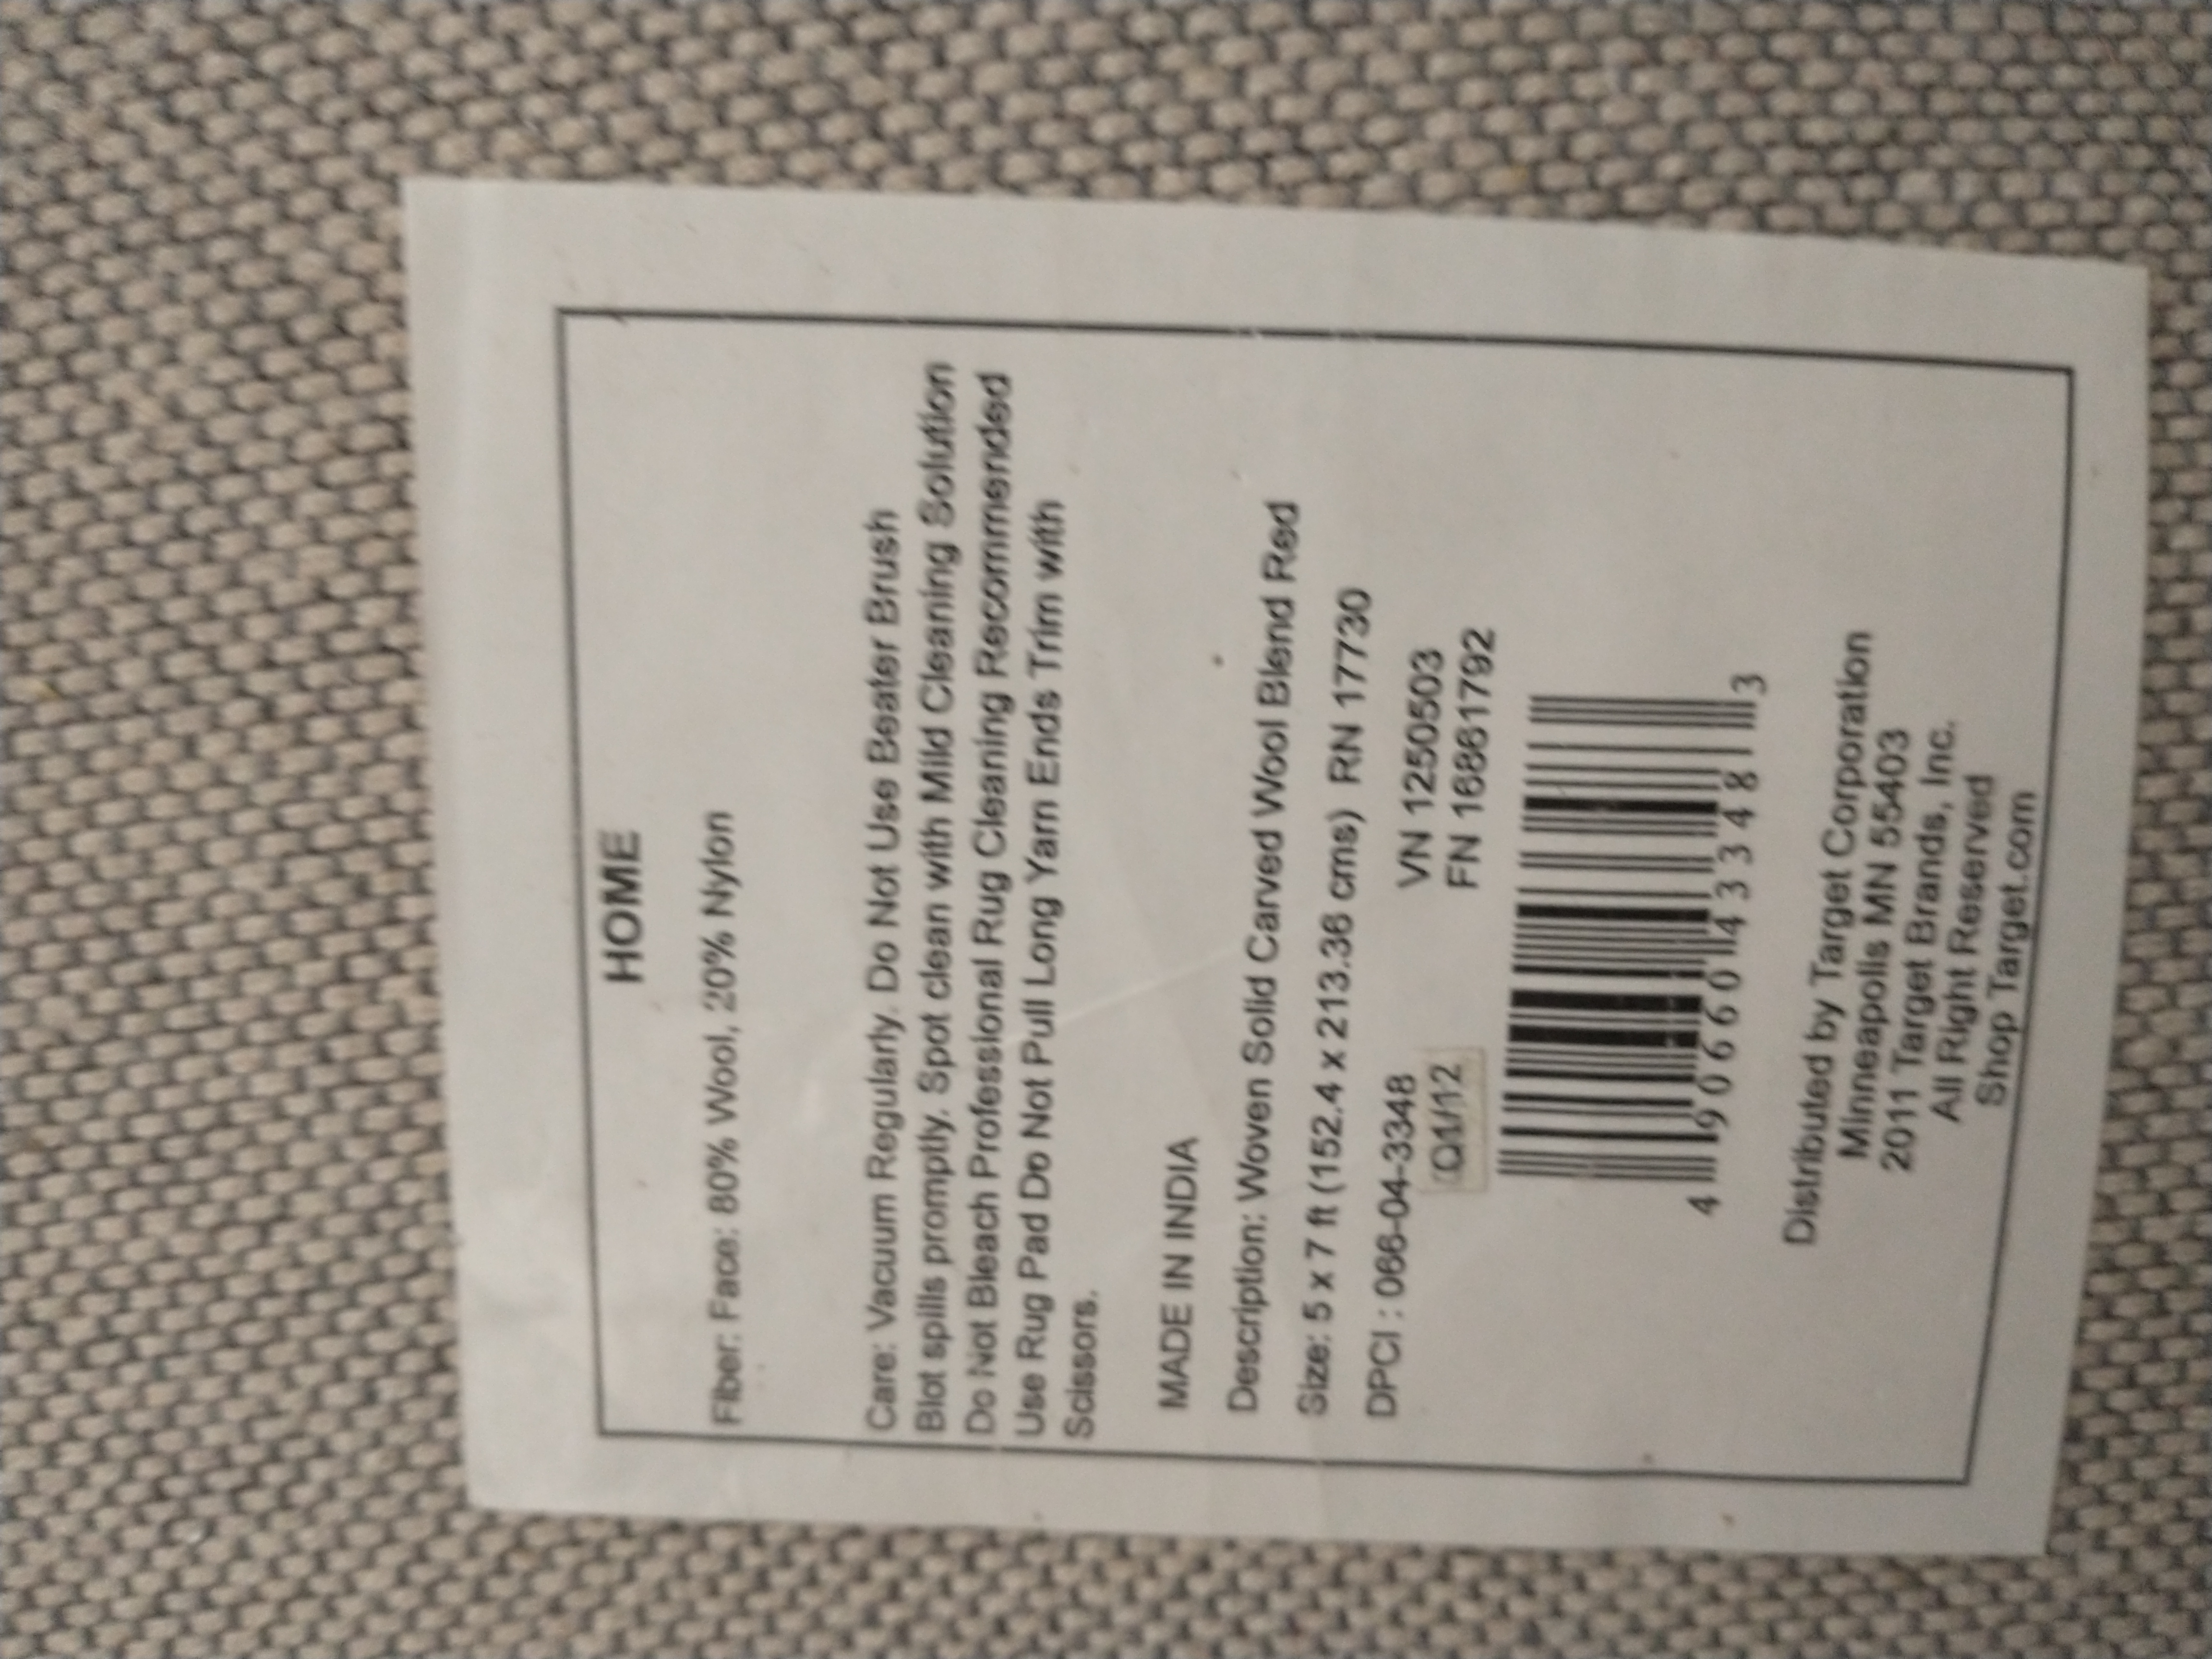 HOME
Fiber: Face: 80% Wool, 20% Nylon
Care: Vacuum Regularly. Do Not Use Beater Brush
Blot spills promptly. Spot clean with Mild Cleaning Solution
Do Not Bleach Professional Rug Cleaning Recommended
Use Rug Pad Do Not Pull Long Yarn Ends Trim with
Scissors.
MADE IN INDIA
Description: Woven Solid Carved Wool Blend Red
Size: 5 x 7 ft (152.4 x 213.36 cms) RN 17730
DPCI : 066-04-3348 VN 1250503
Q1/12 FN 16861792
4 90660 43348 3
Distributed by Target Corporation
Minneapolis MN 55403
2011 Target Brands, Inc.
All Right Reserved
Shop Target.com